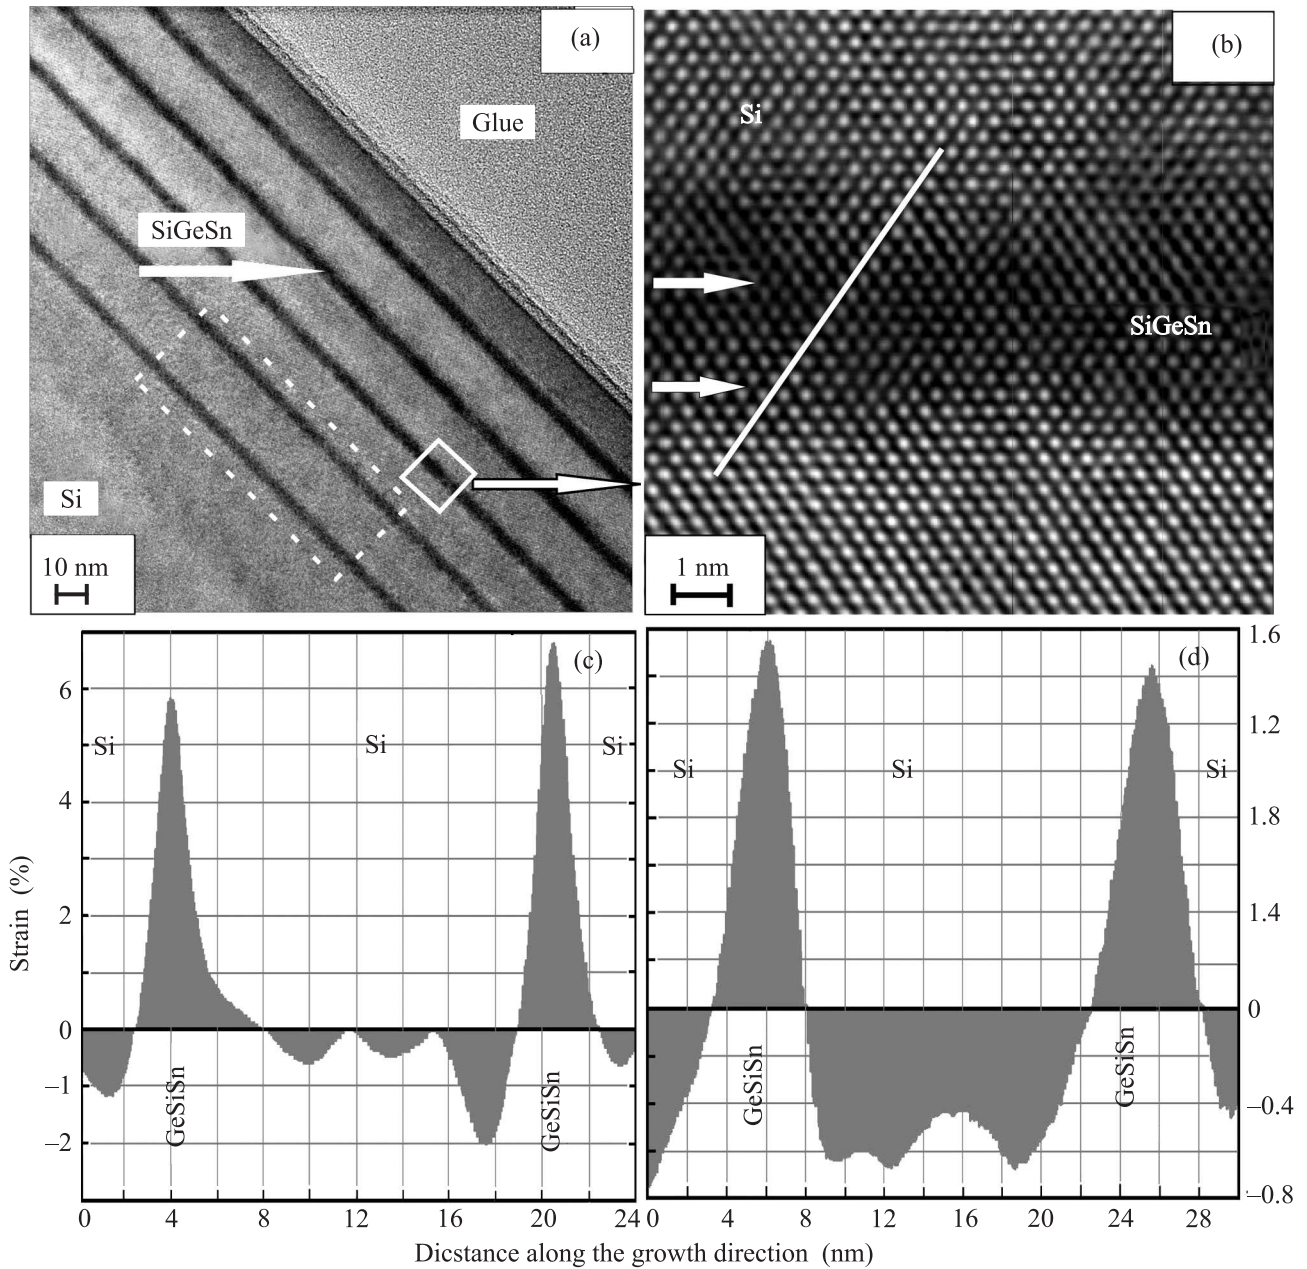 (a)
Glue
SiGeSn
Si
10 nm
(b)
Si
SiGeSn
1 nm
(c)
6
4
2
0
–1
–2
Strain (%)
Si
Si
Si
GeSiSn
GeSiSn
0 4 8 12 16 20 24
(d)
1.6
1.2
1.8
1.4
0
–0.4
–0.8
Si
Si
Si
GeSiSn
GeSiSn
0 4 8 12 16 20 24 28
Dicstance along the growth direction (nm)